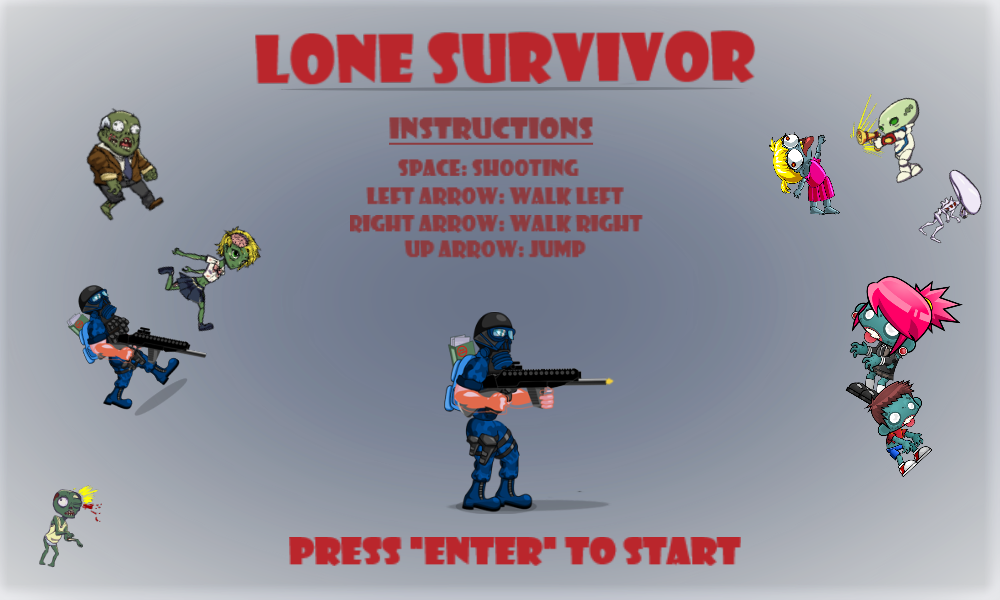 LONE SURVIVOR
INSTRUCTIONS
SPACE: SHOOTING
LEFT ARROW: WALK LEFT
RIGHT ARROW: WALK RIGHT
UP ARROW: JUMP
PRESS "ENTER" TO START